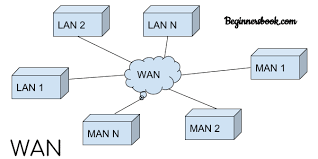 Beginnersbook.com
LAN 2
LAN N
WAN
MAN 1
LAN 1
MAN N
MAN 2
WAN